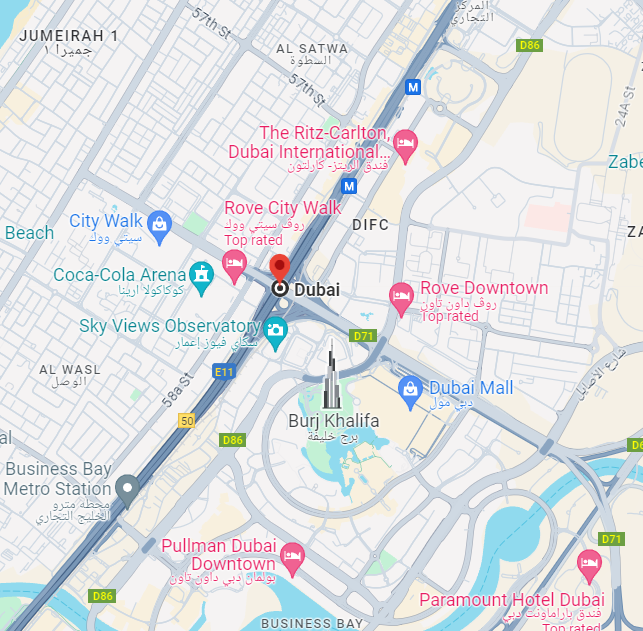 57th St
المركز
التجاري
JUMEIRAH 1
جميرا ١
AL SATWA
السطوة
D86
57th St
M
24A St
The Ritz-Carlton,
Dubai International...
فندق الريتز- كارلتون
Zabe
M
Rove City Walk
روف سيتي ووك
Top rated
City Walk
سيتي ووك
DIFC
ZA
Beach
Coca-Cola Arena
كوكاكولا ارينا
Dubai
Rove Downtown
روڤ داون تاون
Top rated
Sky Views Observatory
سكاي فيوز إعمار
D71
شارع الأصايل
AL WASL
الوصل
E11
58a St
Dubai Mall
دبي مول
50
Burj Khalifa
برج خليفة
al
D86
D6
Business Bay
Metro Station
محطة مترو
الخليج التجاري
D71
Pullman Dubai
Downtown
بولمان دبي داون تاون
D86
Paramount Hotel Dubai
فندق باراماونت دبي
Top rated
BUSINESS BAY